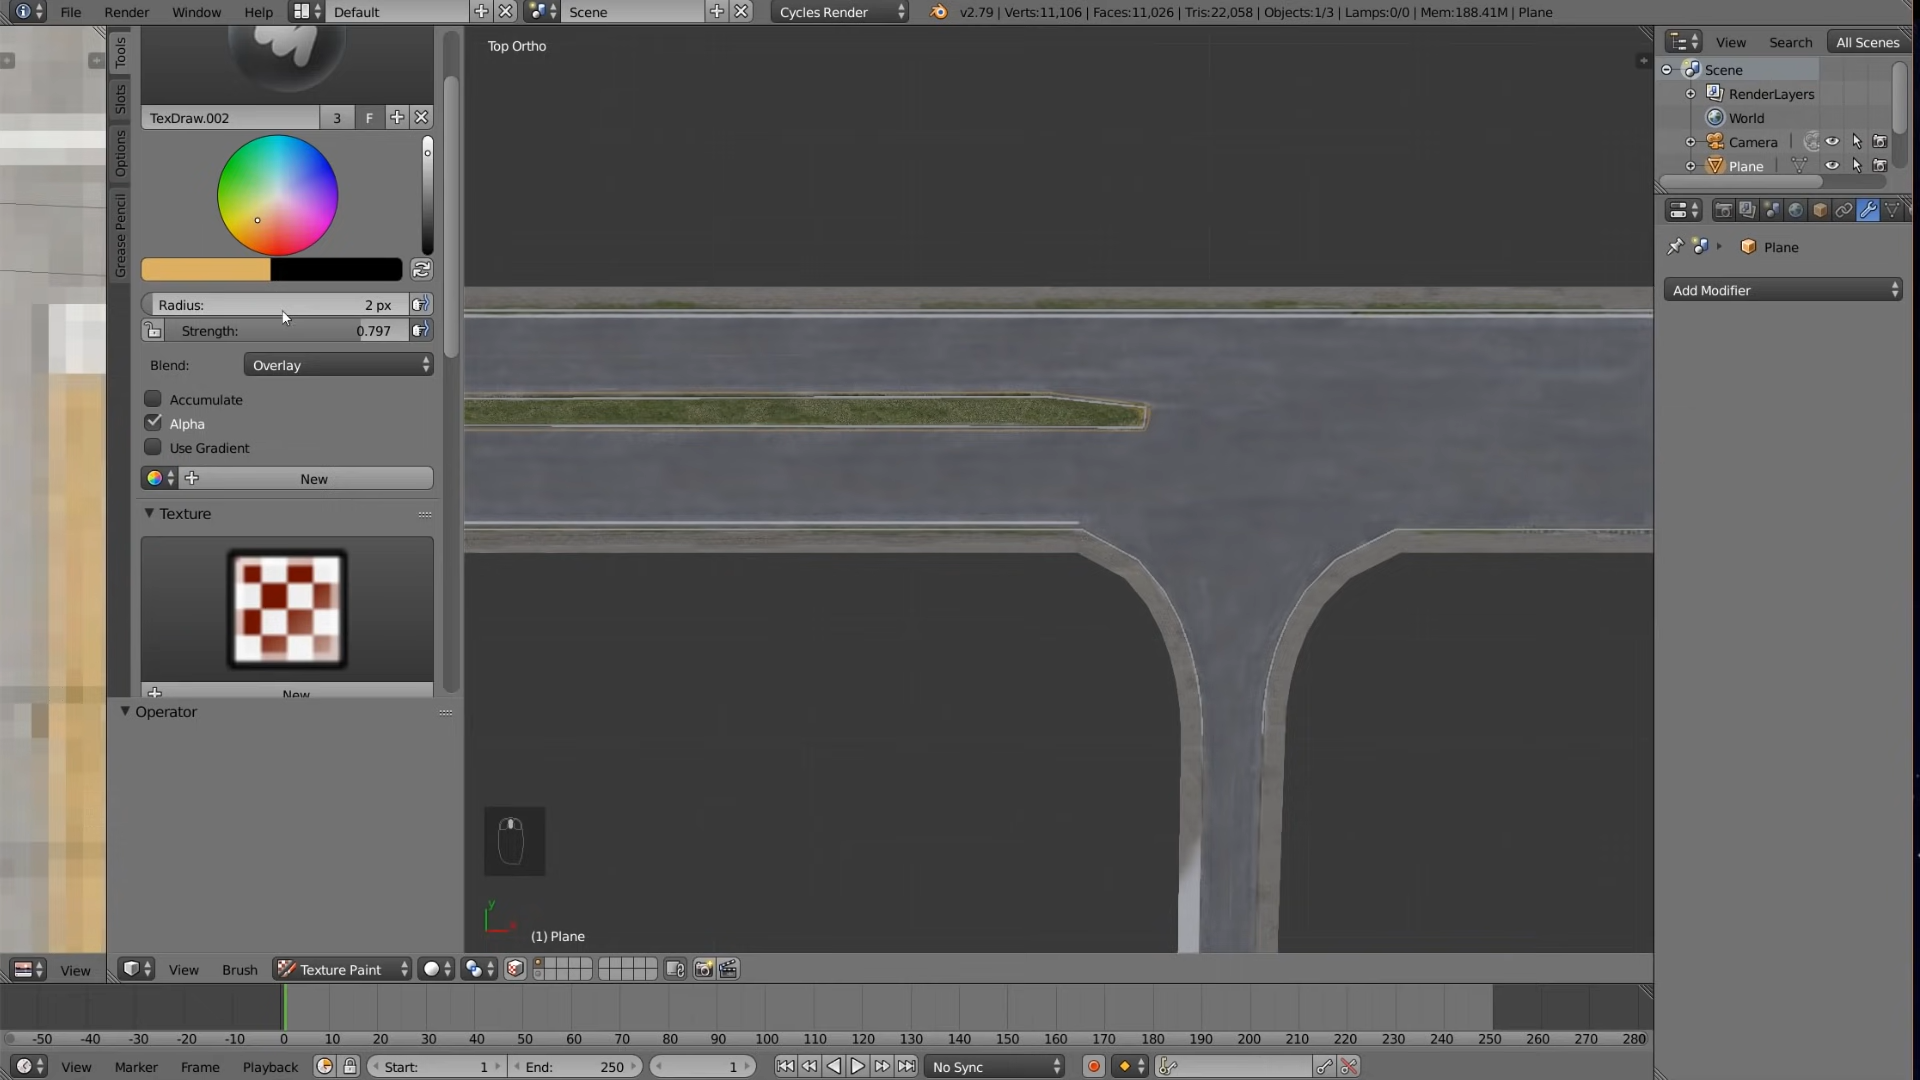 File Render Window Help Default Scene Cycles Render v2.79 | Verts:11,106 | Faces:11,026 | Tris:22,058 | Objects:1/3 | Lamps:0/0 | Mem:188.41M | Plane
Tools
Slots
Options
Grease Pencil
TexDraw.002 3 F
Radius: 2 px
Strength: 0.797
Blend: Overlay
Accumulate
Alpha
Use Gradient
New
Texture
New
Operator
Top Ortho
y
(1) Plane
View Search All Scenes
Scene
RenderLayers
World
Camera
Plane
Plane
Add Modifier
View View Brush Texture Paint
-50 -40 -30 -20 -10 0 10 20 30 40 50 60 70 80 90 100 110 120 130 140 150 160 170 180 190 200 210 220 230 240 250 260 270 280
View Marker Frame Playback Start: 1 End: 250 1 No Sync